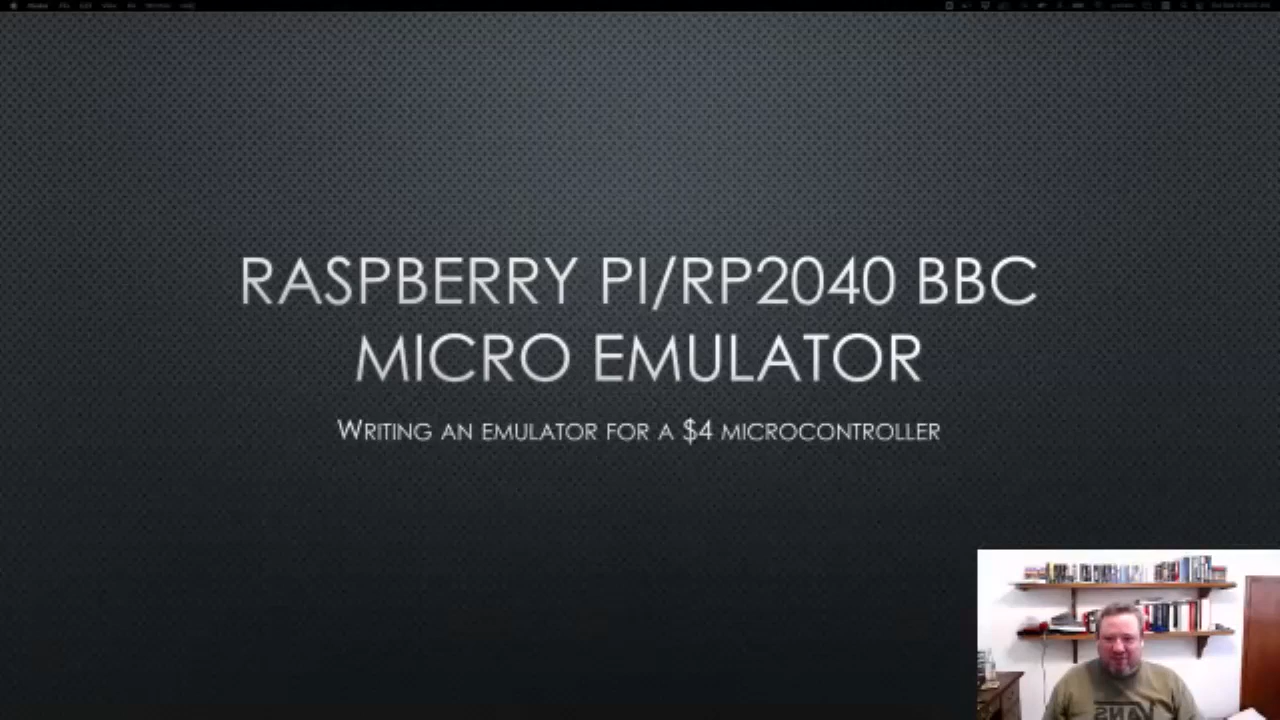 RASPBERRY PI/RP2040 BBC
MICRO EMULATOR
WRITING AN EMULATOR FOR A $4 MICROCONTROLLER